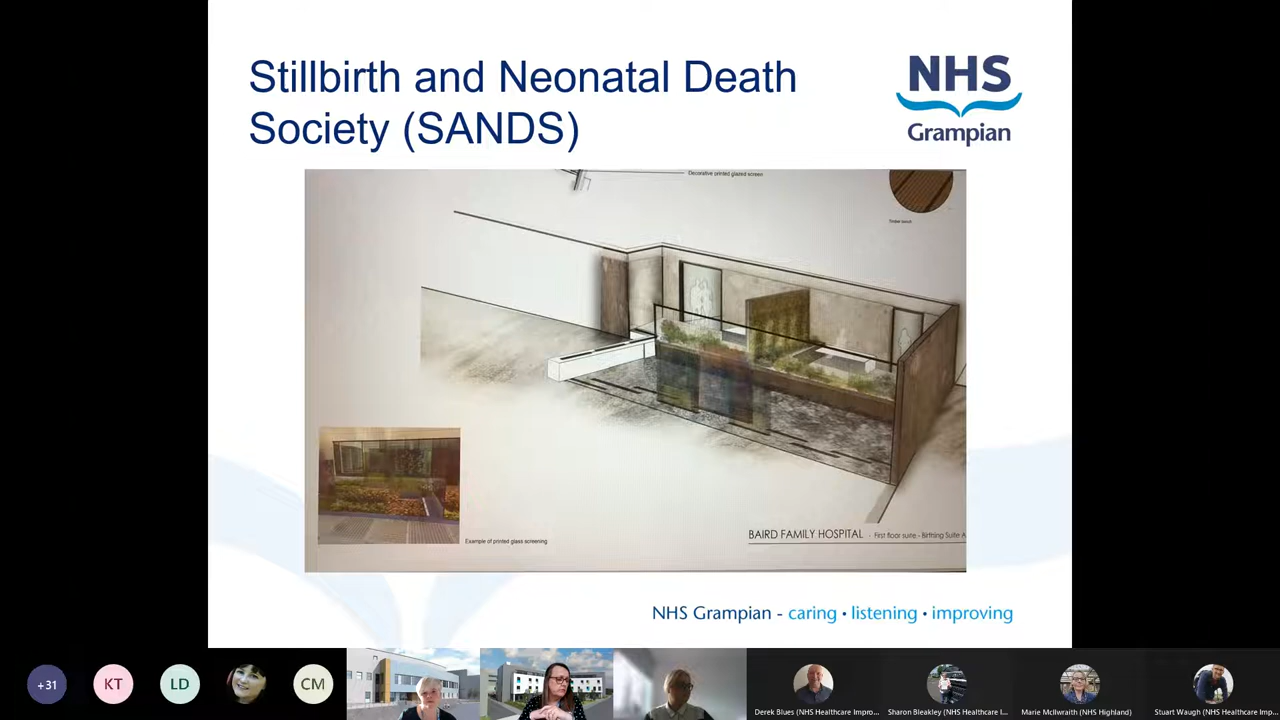 Stillbirth and Neonatal Death
Society (SANDS)
NHS
Grampian
Decorative printed glazed screen
Timber bench
Example of printed glass screening
BAIRD FAMILY HOSPITAL - First floor suite - Birthing Suite A
NHS Grampian - caring • listening • improving
+31
KT
LD
CM
Derek Blues (NHS Healthcare Impro...
Sharon Bleakley (NHS Healthcare I...
Marie McIlwraith (NHS Highland)
Stuart Waugh (NHS Healthcare Imp...